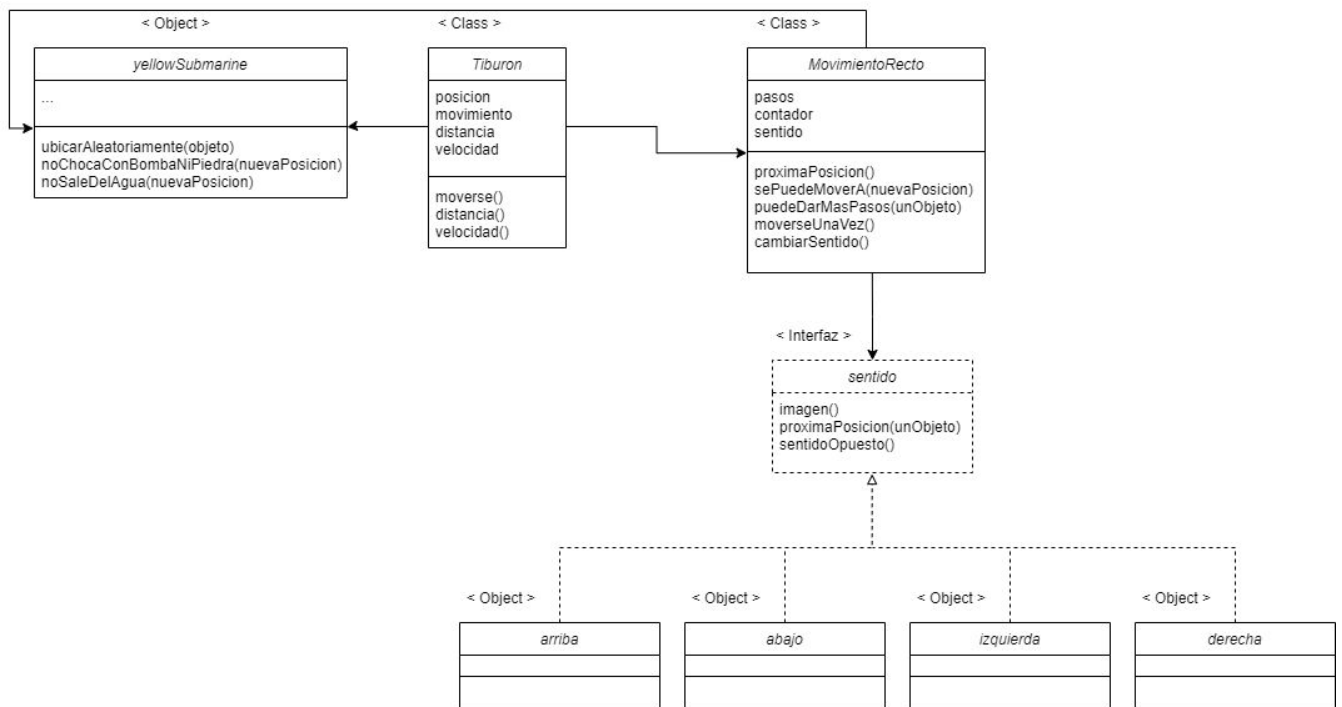 < Object >
yellowSubmarine
...
ubicarAleatoriamente(objeto)
noChocaConBombaNiPiedra(nuevaPosicion)
noSaleDelAgua(nuevaPosicion)
< Class >
Tiburon
posicion
movimiento
distancia
velocidad
moverse()
distancia()
velocidad()
< Class >
MovimientoRecto
pasos
contador
sentido
proximaPosicion()
sePuedeMoverA(nuevaPosicion)
puedeDarMasPasos(unObjeto)
moverseUnaVez()
cambiarSentido()
< Interfaz >
sentido
imagen()
proximaPosicion(unObjeto)
sentidoOpuesto()
< Object >
arriba
< Object >
abajo
< Object >
izquierda
< Object >
derecha